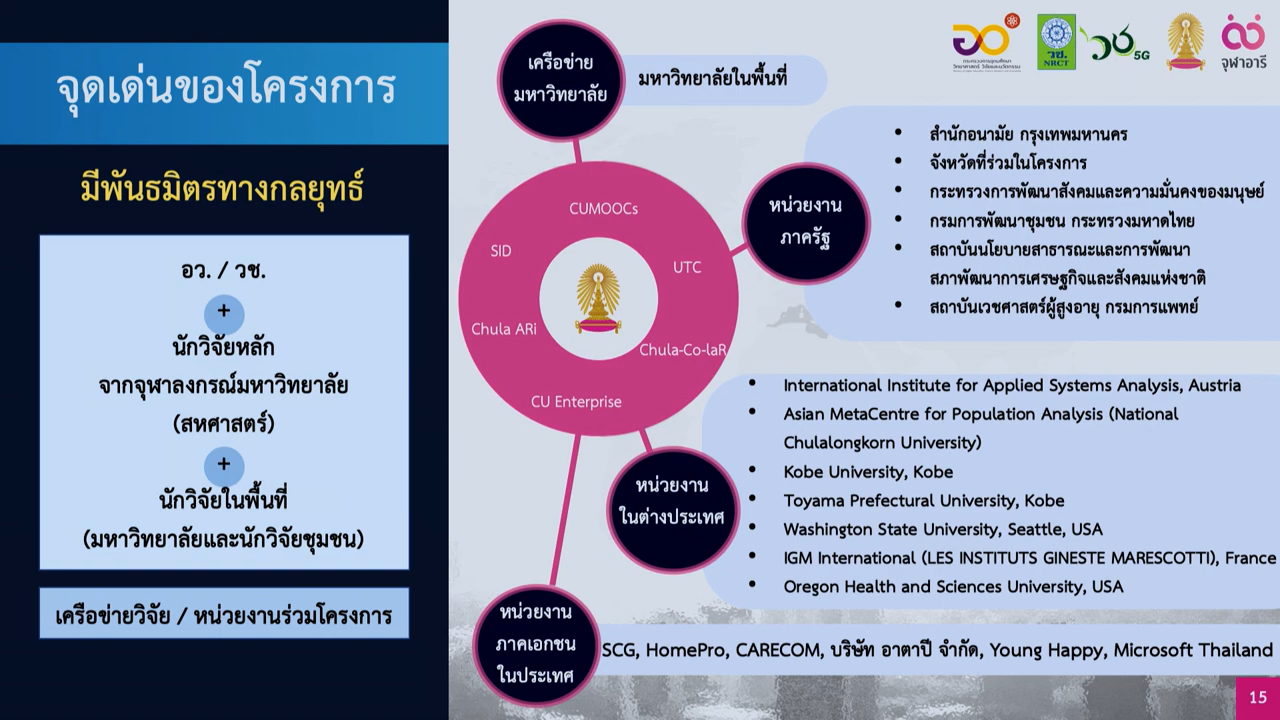 จุดเด่นของโครงการ
มีพันธมิตรทางกลยุทธ์
อว. / วช.
+
นักวิจัยหลัก
จากจุฬาลงกรณ์มหาวิทยาลัย
(สหศาสตร์)
+
นักวิจัยในพื้นที่
(มหาวิทยาลัยและนักวิจัยชุมชน)
เครือข่ายวิจัย / หน่วยงานร่วมโครงการ
เครือข่าย
มหาวิทยาลัย
มหาวิทยาลัยในพื้นที่
วช.
NRCT
5G
จุฬาอารี
CUMOOCs
SID
UTC
Chula ARi
Chula-Co-laR
CU Enterprise
หน่วยงาน
ภาครัฐ
• สำนักอนามัย กรุงเทพมหานคร
• จังหวัดที่ร่วมในโครงการ
• กระทรวงการพัฒนาสังคมและความมั่นคงของมนุษย์
• กรมการพัฒนาชุมชน กระทรวงมหาดไทย
• สถาบันนโยบายสาธารณะและการพัฒนา
สภาพัฒนาการเศรษฐกิจและสังคมแห่งชาติ
• สถาบันเวชศาสตร์ผู้สูงอายุ กรมการแพทย์
หน่วยงาน
ในต่างประเทศ
• International Institute for Applied Systems Analysis, Austria
• Asian MetaCentre for Population Analysis (National
Chulalongkorn University)
• Kobe University, Kobe
• Toyama Prefectural University, Kobe
• Washington State University, Seattle, USA
• IGM International (LES INSTITUTS GINESTE MARESCOTTI), France
• Oregon Health and Sciences University, USA
หน่วยงาน
ภาคเอกชน
ในประเทศ
SCG, HomePro, CARECOM, บริษัท อาตาปี จำกัด, Young Happy, Microsoft Thailand
15